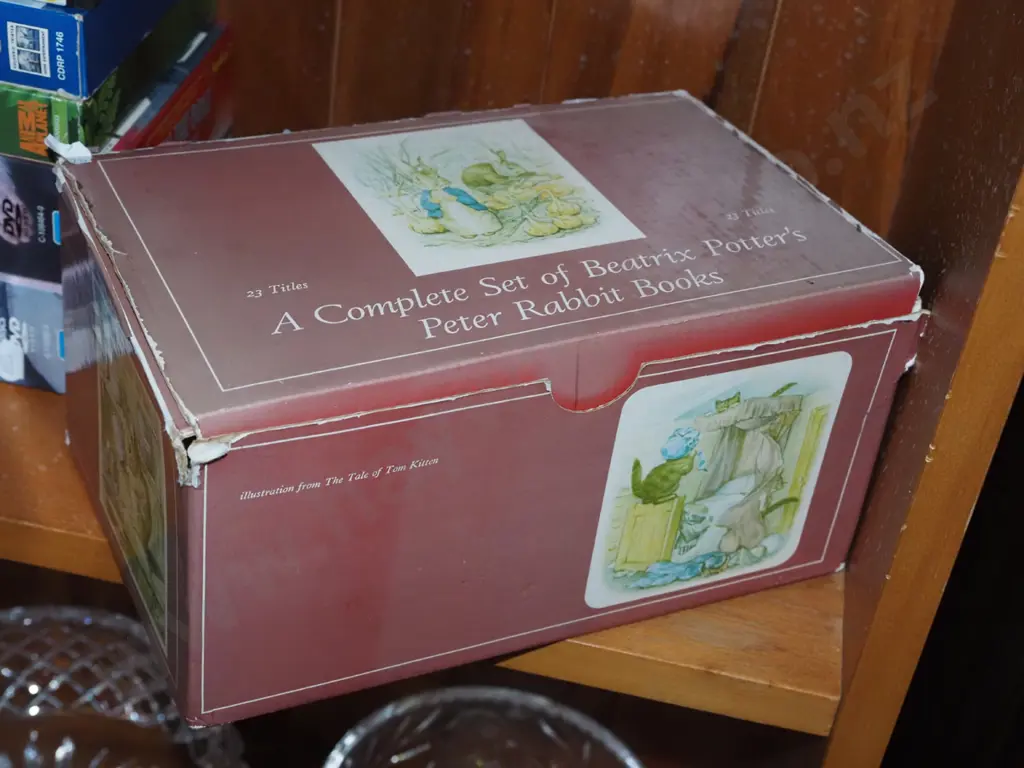 CDRP 1746
DVD
23 Titles
23 Titles
A Complete Set of Beatrix Potter's
Peter Rabbit Books
illustration from The Tale of Tom Kitten